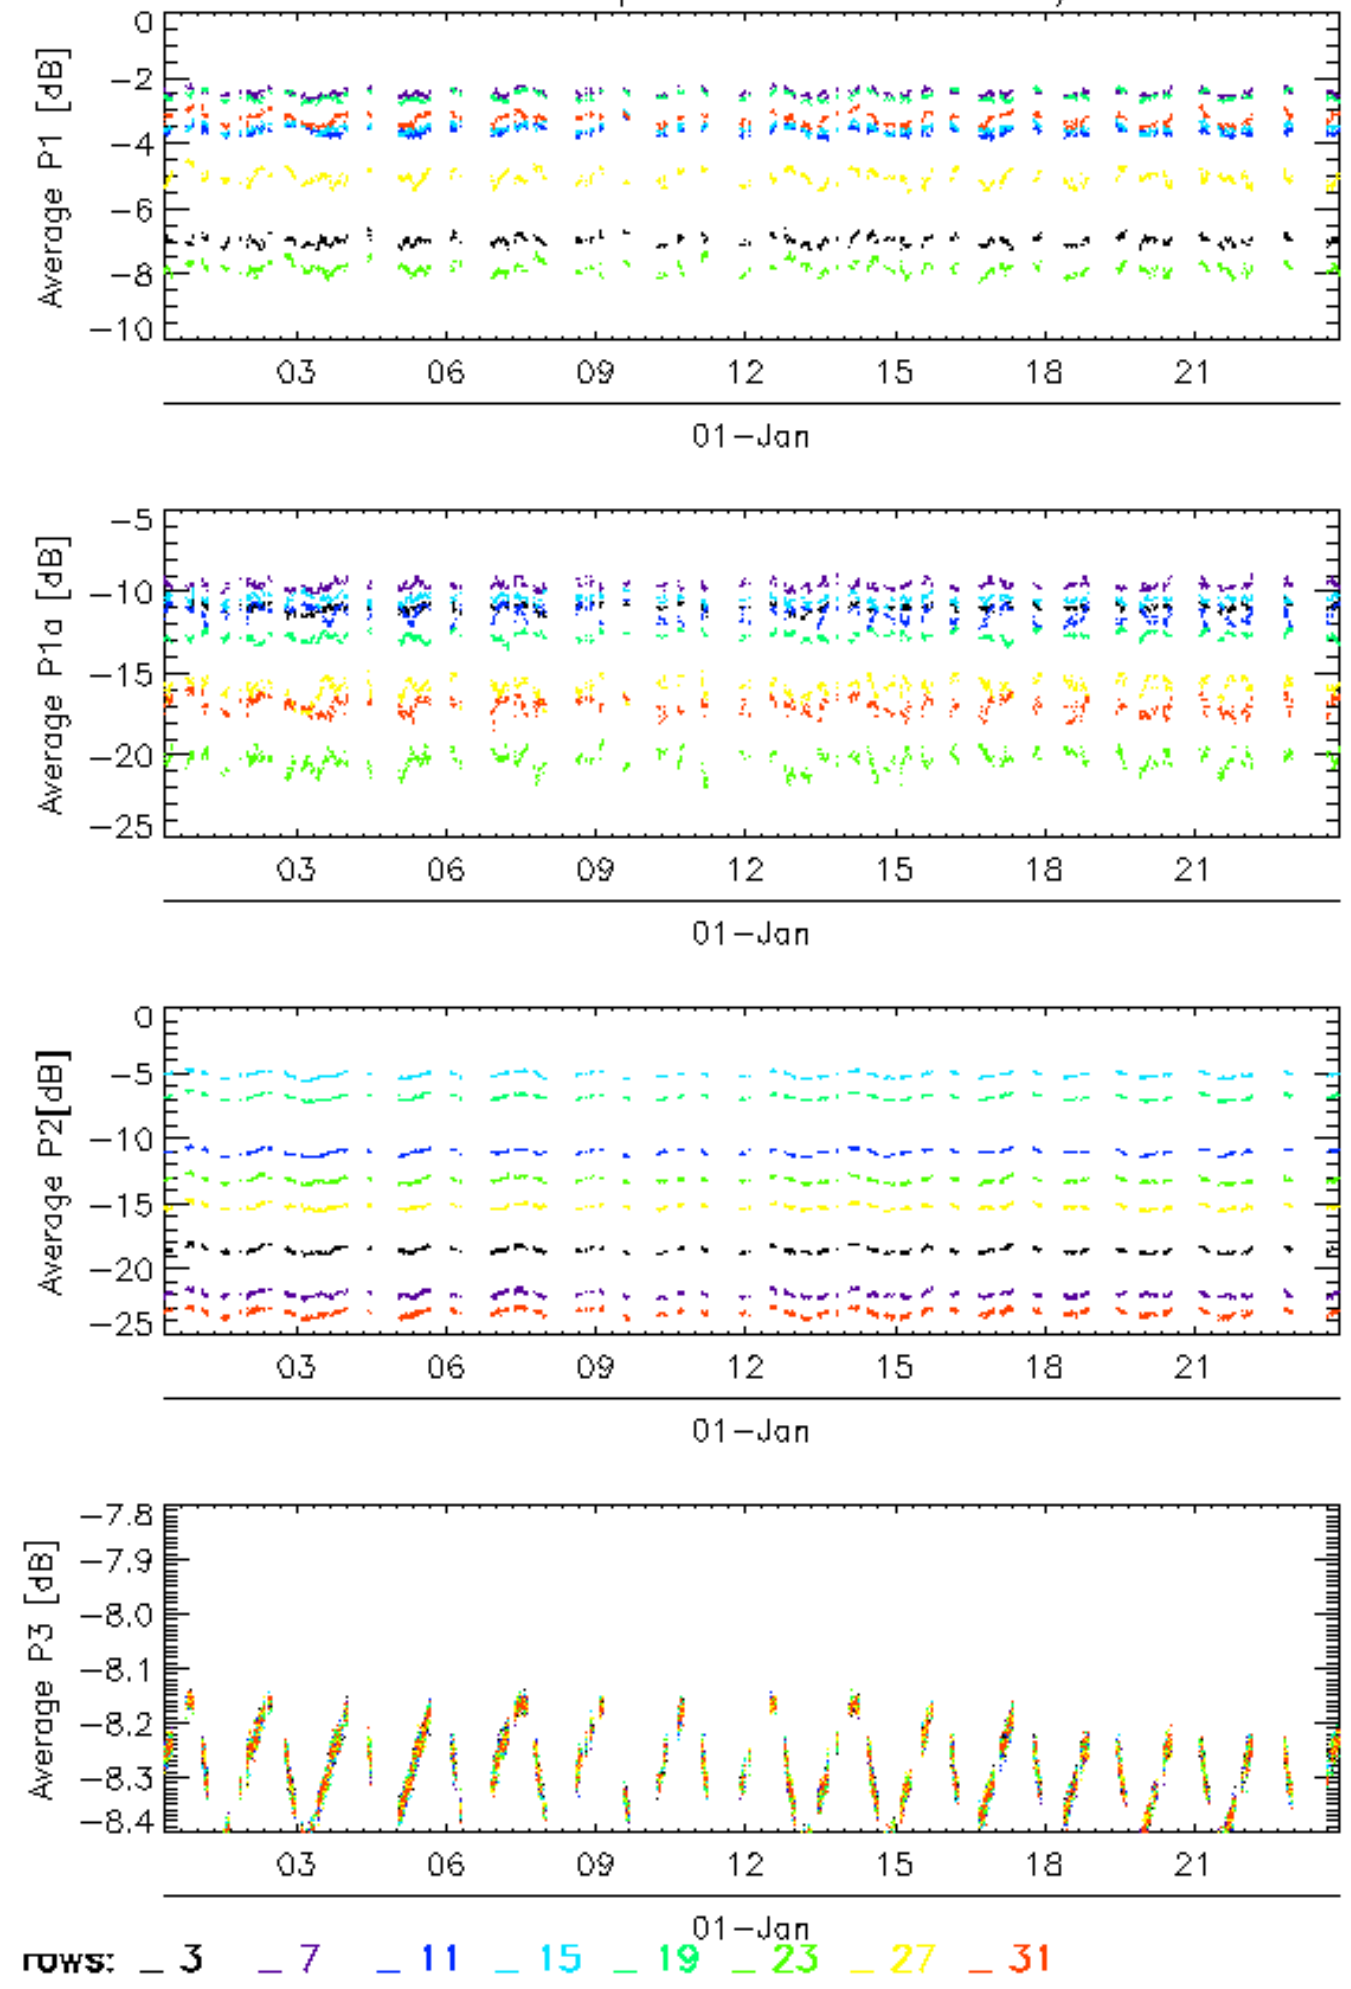 0
−2
−4
−6
−8
−10
Average P1 [dB]
03 06 09 12 15 18 21
01−Jan
−5
−10
−15
−20
−25
Average P1a [dB]
03 06 09 12 15 18 21
01−Jan
0
−5
−10
−15
−20
−25
Average P2[dB]
03 06 09 12 15 18 21
01−Jan
−7.8
−7.9
−8.0
−8.1
−8.2
−8.3
−8.4
Average P3 [dB]
03 06 09 12 15 18 21
01−Jan
rows: _ 3 _ 7 _ 11 _ 15 _ 19 _ 23 _ 27 _ 31